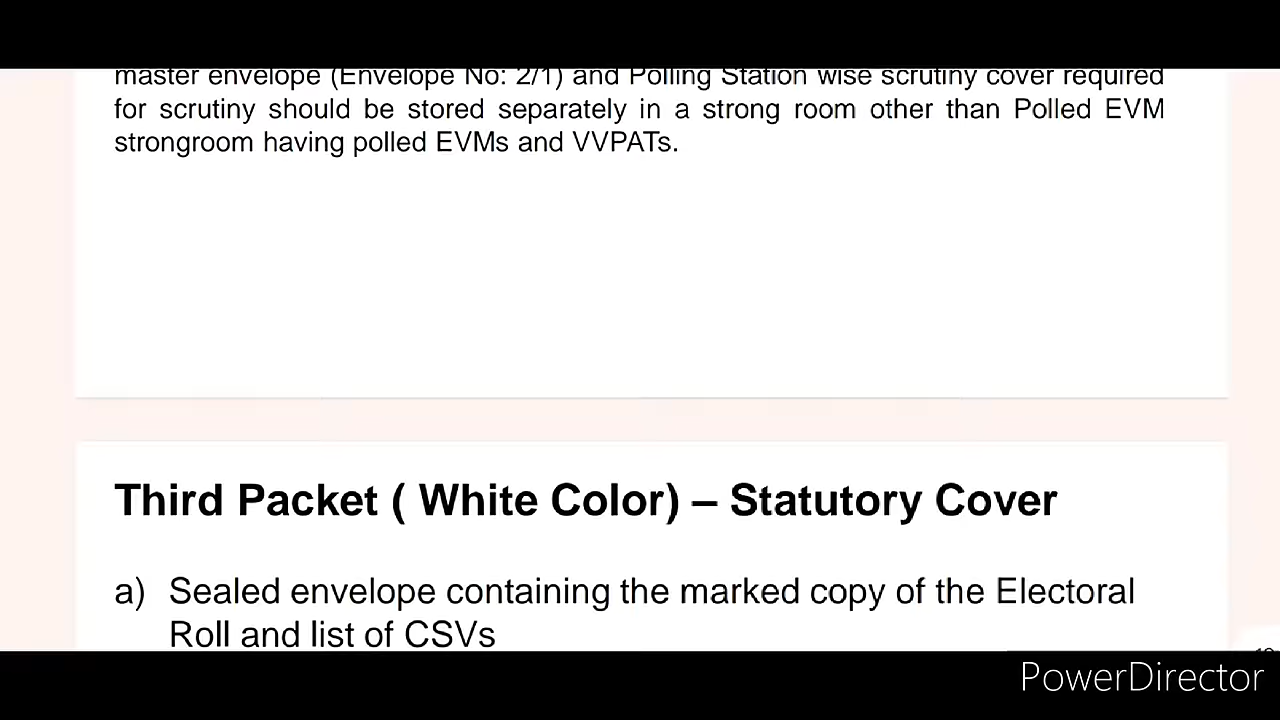 master envelope (Envelope No: 2/1) and Polling Station wise scrutiny cover required
for scrutiny should be stored separately in a strong room other than Polled EVM
strongroom having polled EVMs and VVPATs.
Third Packet ( White Color) – Statutory Cover
a) Sealed envelope containing the marked copy of the Electoral
Roll and list of CSVs
PowerDirector